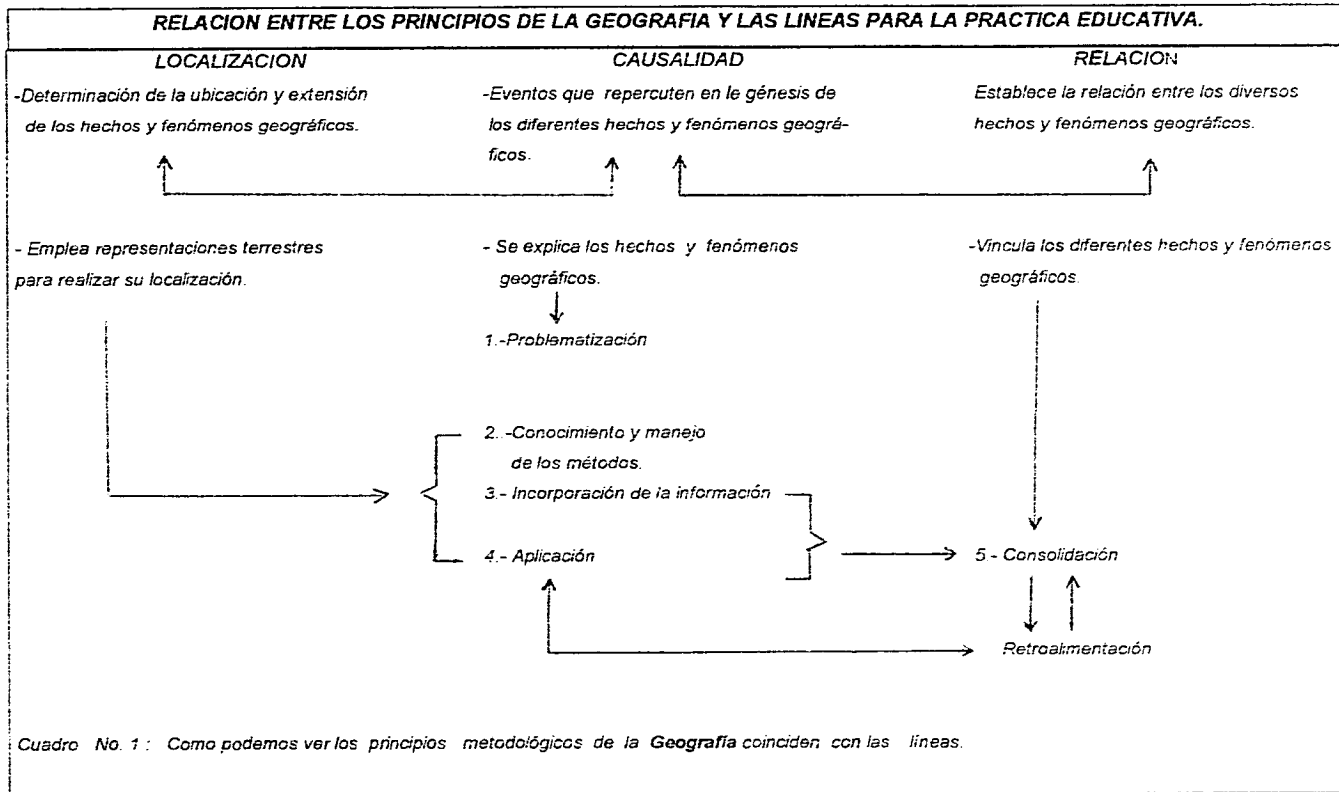 RELACION ENTRE LOS PRINCIPIOS DE LA GEOGRAFIA Y LAS LINEAS PARA LA PRACTICA EDUCATIVA.
LOCALIZACION
-Determinación de la ubicación y extensión
de los hechos y fenómenos geográficos.
CAUSALIDAD
-Eventos que repercuten en le génesis de
los diferentes hechos y fenómenos geográ-
ficos.
RELACION
Establece la relación entre los diversos
hechos y fenómenos geográficos.
- Emplea representaciones terrestres
para realizar su localización.
- Se explica los hechos y fenómenos
geográficos.
-Vincula los diferentes hechos y fenómenos
geográficos.
1.-Problematización
2.-Conocimiento y manejo
de los métodos.
3.- Incorporación de la información
4.- Aplicación
5.- Consolidación
Retroalimentación
Cuadro No. 1 : Como podemos ver los principios metodológicos de la Geografía coinciden con las líneas.